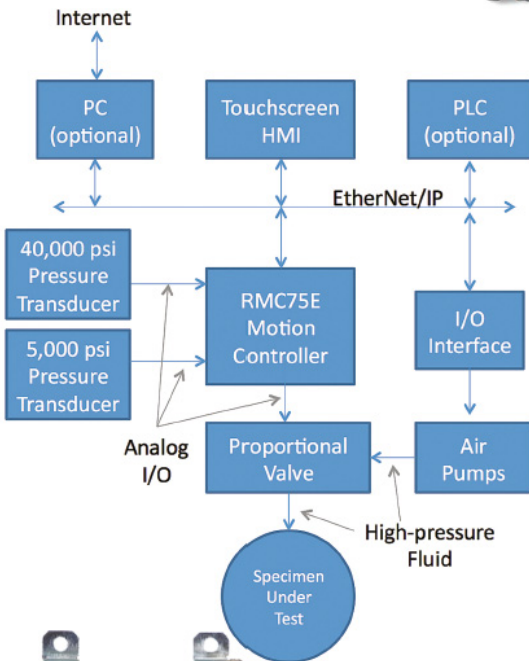 Internet
PC
(optional)
Touchscreen
HMI
PLC
(optional)
EtherNet/IP
40,000 psi
Pressure
Transducer
RMC75E
Motion
Controller
I/O
Interface
5,000 psi
Pressure
Transducer
Analog
I/O
Proportional
Valve
Air
Pumps
High-pressure
Fluid
Specimen
Under
Test